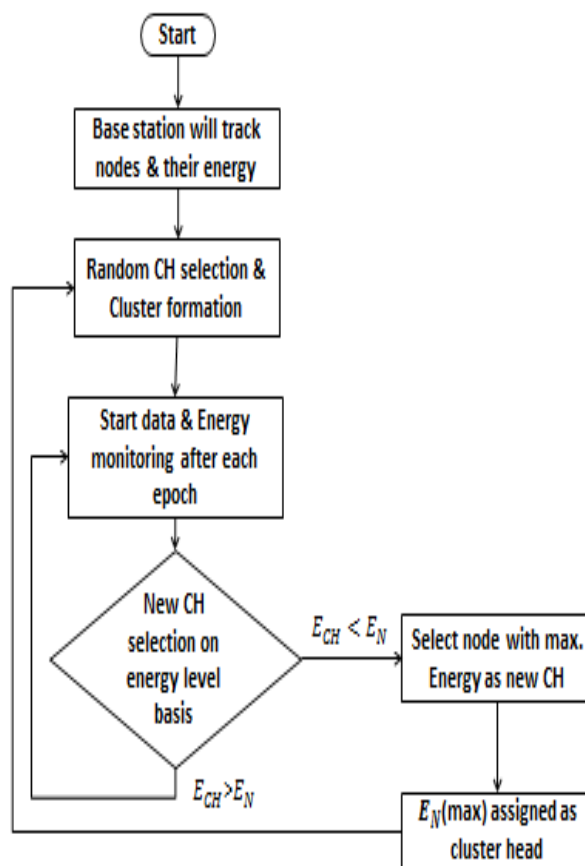 Start
Base station will track
nodes & their energy
Random CH selection &
Cluster formation
Start data & Energy
monitoring after each
epoch
New CH
selection on
energy level
basis
E_CH < E_N
Select node with max.
Energy as new CH
E_CH>E_N
E_N(max) assigned as
cluster head